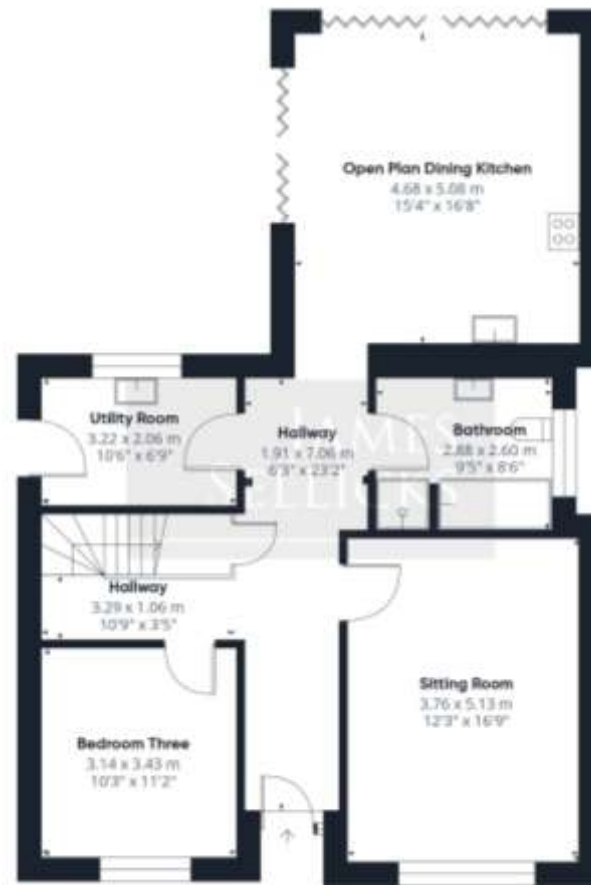 Open Plan Dining Kitchen
4.68 x 5.08 m
15'4" x 16'8"
Utility Room
3.22 x 2.06 m
10'6" x 6'9"
Hallway
1.91 x 7.06 m
6'3" x 23'2"
Bathroom
2.88 x 2.60 m
9'5" x 8'6"
JAMES
SELLICKS
Hallway
3.29 x 1.06 m
10'9" x 3'5"
Sitting Room
3.76 x 5.13 m
12'3" x 16'9"
Bedroom Three
3.14 x 3.43 m
10'3" x 11'2"